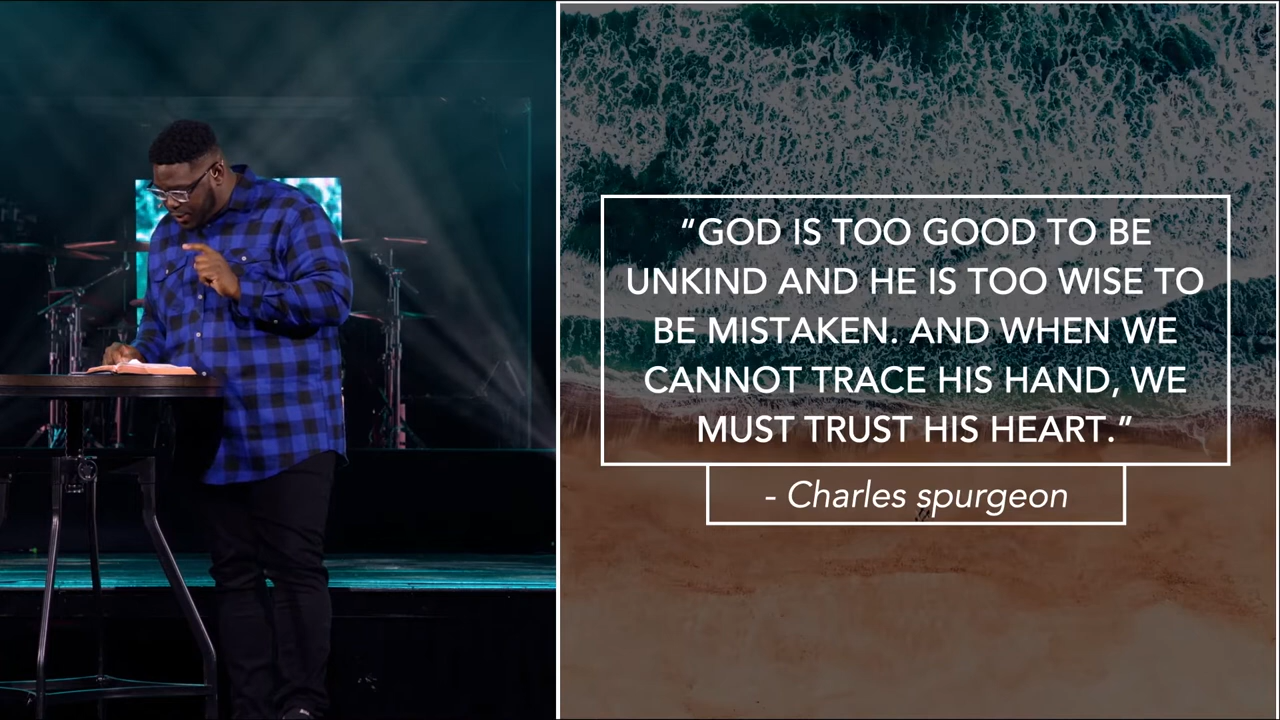 “GOD IS TOO GOOD TO BE
UNKIND AND HE IS TOO WISE TO
BE MISTAKEN. AND WHEN WE
CANNOT TRACE HIS HAND, WE
MUST TRUST HIS HEART.”
- Charles spurgeon